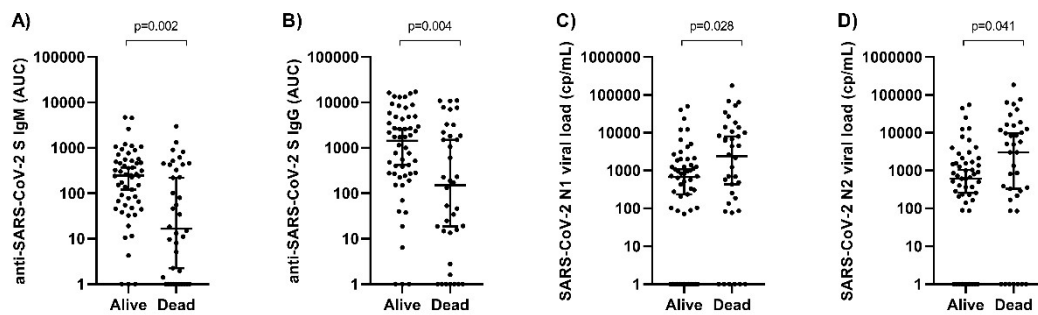 A)
p=0.002
anti-SARS-CoV-2 S IgM (AUC)
100000
10000
1000
100
10
1
Alive
Dead
B)
p=0.004
anti-SARS-CoV-2 S IgG (AUC)
100000
10000
1000
100
10
1
Alive
Dead
C)
p=0.028
SARS-CoV-2 N1 viral load (cp/mL)
1000000
100000
10000
1000
100
10
1
Alive
Dead
D)
p=0.041
SARS-CoV-2 N2 viral load (cp/mL)
1000000
100000
10000
1000
100
10
1
Alive
Dead